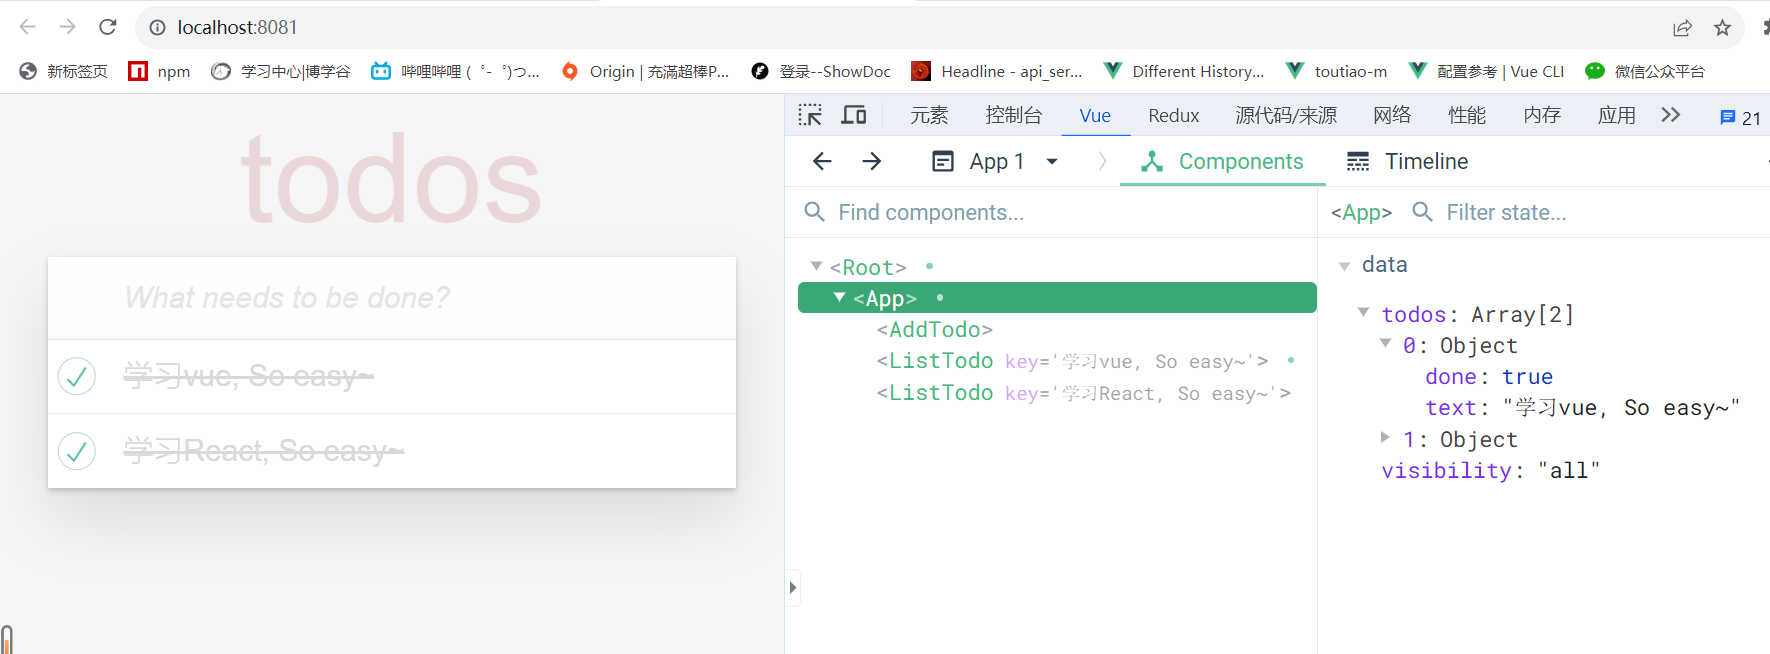 localhost:8081
新标签页 npm 学习中心|博学谷 哔哩哔哩 (゜-゜)つ... Origin | 充满超棒P... 登录--ShowDoc Headline - api_ser... Different History... toutiao-m 配置参考 | Vue CLI 微信公众平台
元素 控制台 Vue Redux 源代码/来源 网络 性能 内存 应用 21
App 1 Components Timeline
Find components...
<App> Filter state...
todos
What needs to be done?
学习vue, So easy~
学习React, So easy~
<Root>
<App>
<AddTodo>
<ListTodo key='学习vue, So easy~'>
<ListTodo key='学习React, So easy~'>
data
todos: Array[2]
0: Object
done: true
text: "学习vue, So easy~"
1: Object
visibility: "all"